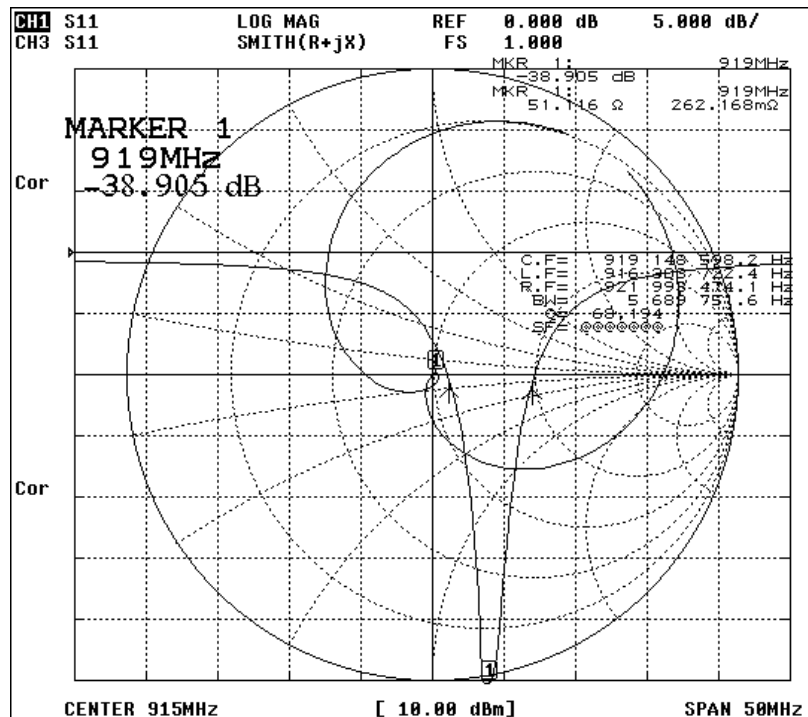 CH1 S11 LOG MAG REF 0.000 dB 5.000 dB/
CH3 S11 SMITH(R+jX) FS 1.000
MKR 1: 919MHz
-38.905 dB
MKR 1: 919MHz
51.116 Ω 262.168mΩ
MARKER 1
919MHz
-38.905 dB
Cor
C.F= 919 148 598.2 Hz
L.F= 916 308 722.4 Hz
R.F= 921 998 474.1 Hz
BW= 5 689 751.6 Hz
Q=
SF= @@@@@@@
1
Cor
1
CENTER 915MHz [ 10.00 dBm] SPAN 50MHz